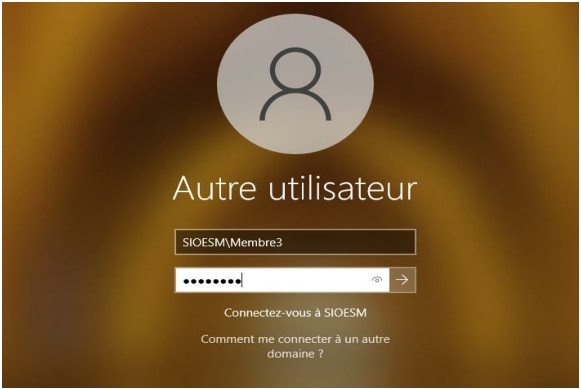 Autre utilisateur
SIOESM\Membre3
••••••••
Connectez-vous à SIOESM
Comment me connecter à un autre
domaine ?